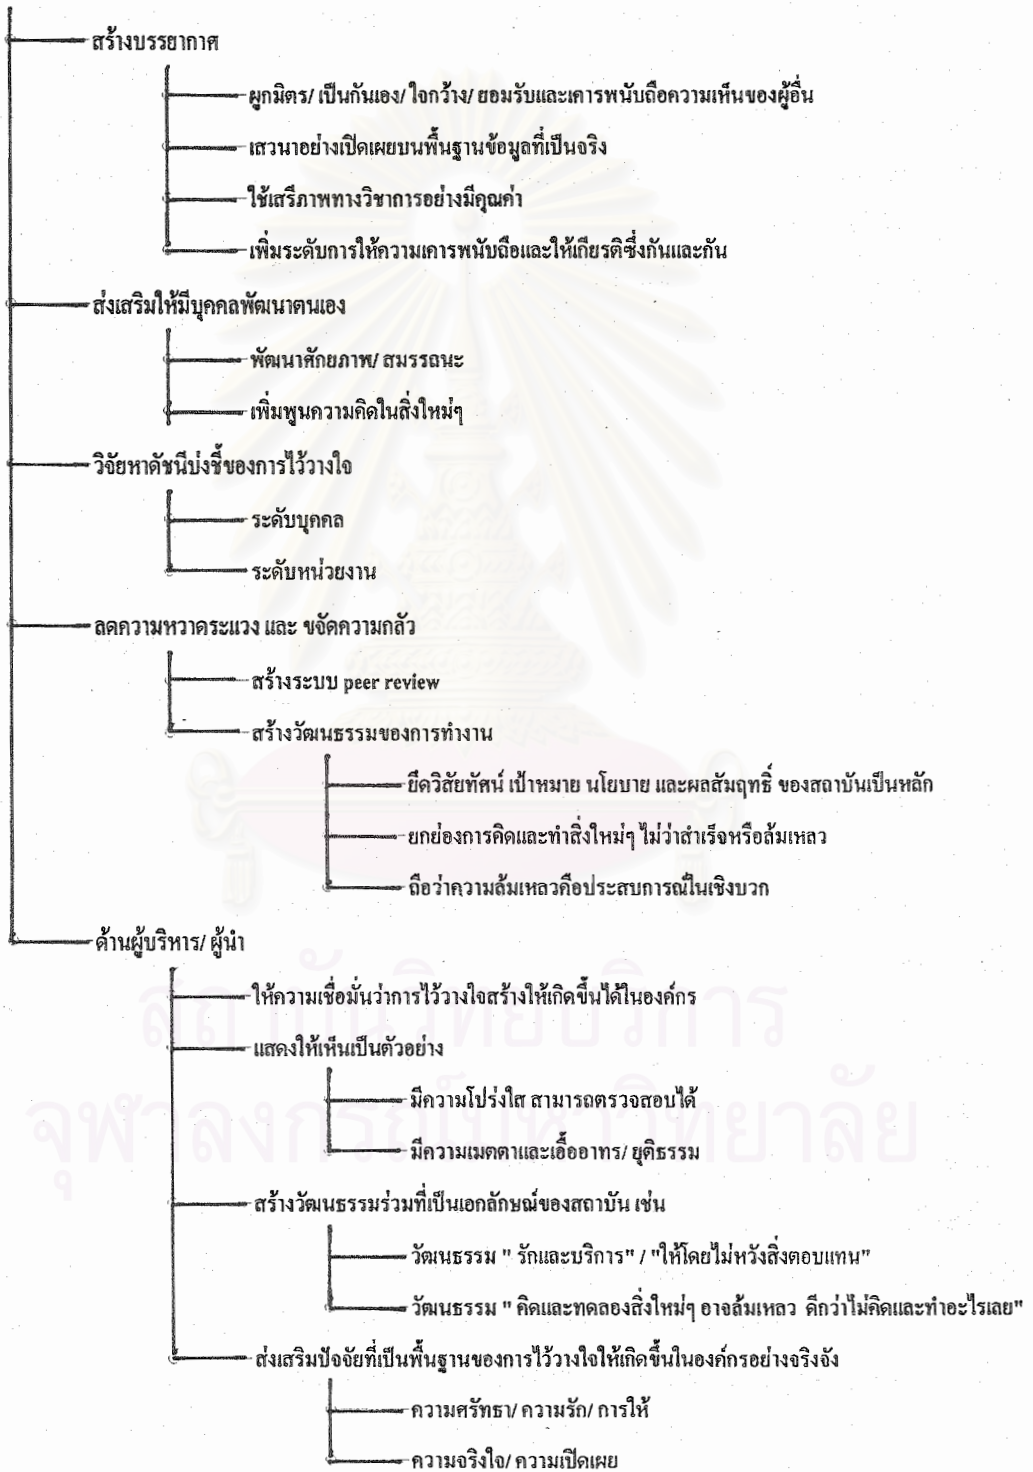 สร้างบรรยากาศ
ผูกมิตร/ เป็นกันเอง/ ใจกว้าง/ ยอมรับและเคารพนับถือความเห็นของผู้อื่น
เสวนาอย่างเปิดเผยบนพื้นฐานข้อมูลที่เป็นจริง
ใช้เสรีภาพทางวิชาการอย่างมีคุณค่า
เพิ่มระดับการให้ความเคารพนับถือและให้เกียรติซึ่งกันและกัน
ส่งเสริมให้มีบุคคลพัฒนาตนเอง
พัฒนาศักยภาพ/ สมรรถนะ
เพิ่มพูนความคิดในสิ่งใหม่ๆ
วิจัยหาดัชนีบ่งชี้ของการไว้วางใจ
ระดับบุคคล
ระดับหน่วยงาน
ลดความหวาดระแวง และ ขจัดความกลัว
สร้างระบบ peer review
สร้างวัฒนธรรมของการทำงาน
ยึดวิสัยทัศน์ เป้าหมาย นโยบาย และผลสัมฤทธิ์ ของสถาบันเป็นหลัก
ยกย่องการคิดและทำสิ่งใหม่ๆ ไม่ว่าสำเร็จหรือล้มเหลว
ถือว่าความล้มเหลวคือประสบการณ์ในเชิงบวก
ด้านผู้บริหาร/ ผู้นำ
ให้ความเชื่อมั่นว่าการไว้วางใจสร้างให้เกิดขึ้นได้ในองค์กร
แสดงให้เห็นเป็นตัวอย่าง
มีความโปร่งใส สามารถตรวจสอบได้
มีความเมตตาและเอื้ออาทร/ ยุติธรรม
สร้างวัฒนธรรมร่วมที่เป็นเอกลักษณ์ของสถาบัน เช่น
วัฒนธรรม " รักและบริการ" / "ให้โดยไม่หวังสิ่งตอบแทน"
วัฒนธรรม " คิดและทดลองสิ่งใหม่ๆ อาจล้มเหลว ดีกว่าไม่คิดและทำอะไรเลย"
ส่งเสริมปัจจัยที่เป็นพื้นฐานของการไว้วางใจให้เกิดขึ้นในองค์กรอย่างจริงจัง
ความศรัทธา/ ความรัก/ การให้
ความจริงใจ/ ความเปิดเผย
สถาบันวิทยบริการ
จุฬาลงกรณ์มหาวิทยาลัย